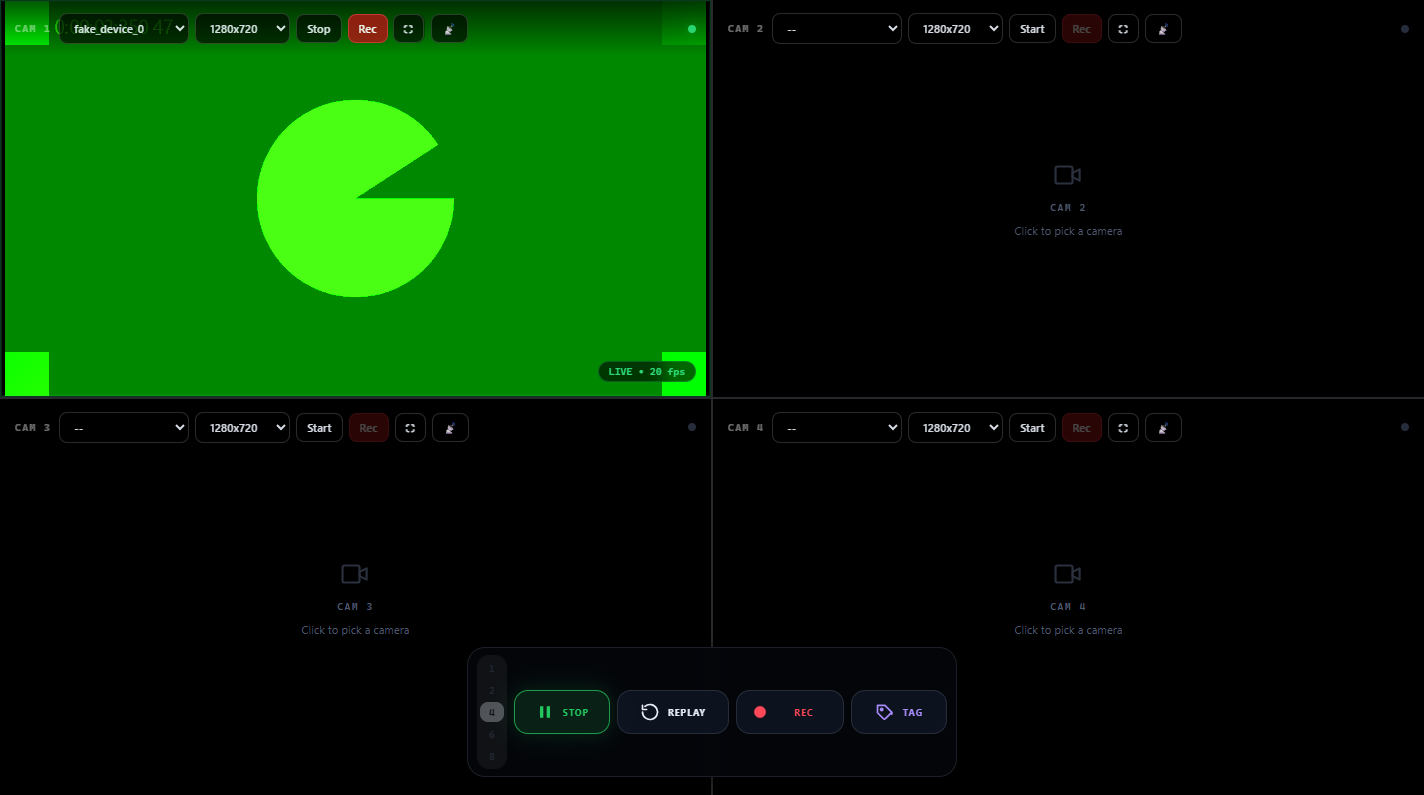 CAM 1 fake_device_0 1280x720 Stop Rec
LIVE • 20 fps
CAM 2 -- 1280x720 Start Rec
CAM 2
Click to pick a camera
CAM 3 -- 1280x720 Start Rec
CAM 3
Click to pick a camera
CAM 4 -- 1280x720 Start Rec
CAM 4
Click to pick a camera
1
2
4
6
8
STOP REPLAY REC TAG